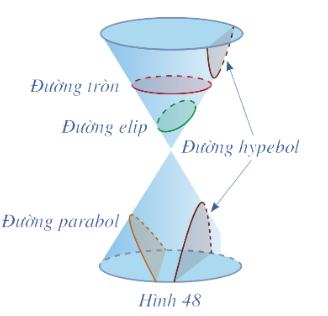 Đường tròn
Đường elip
Đường hypebol
Đường parabol
Hình 48